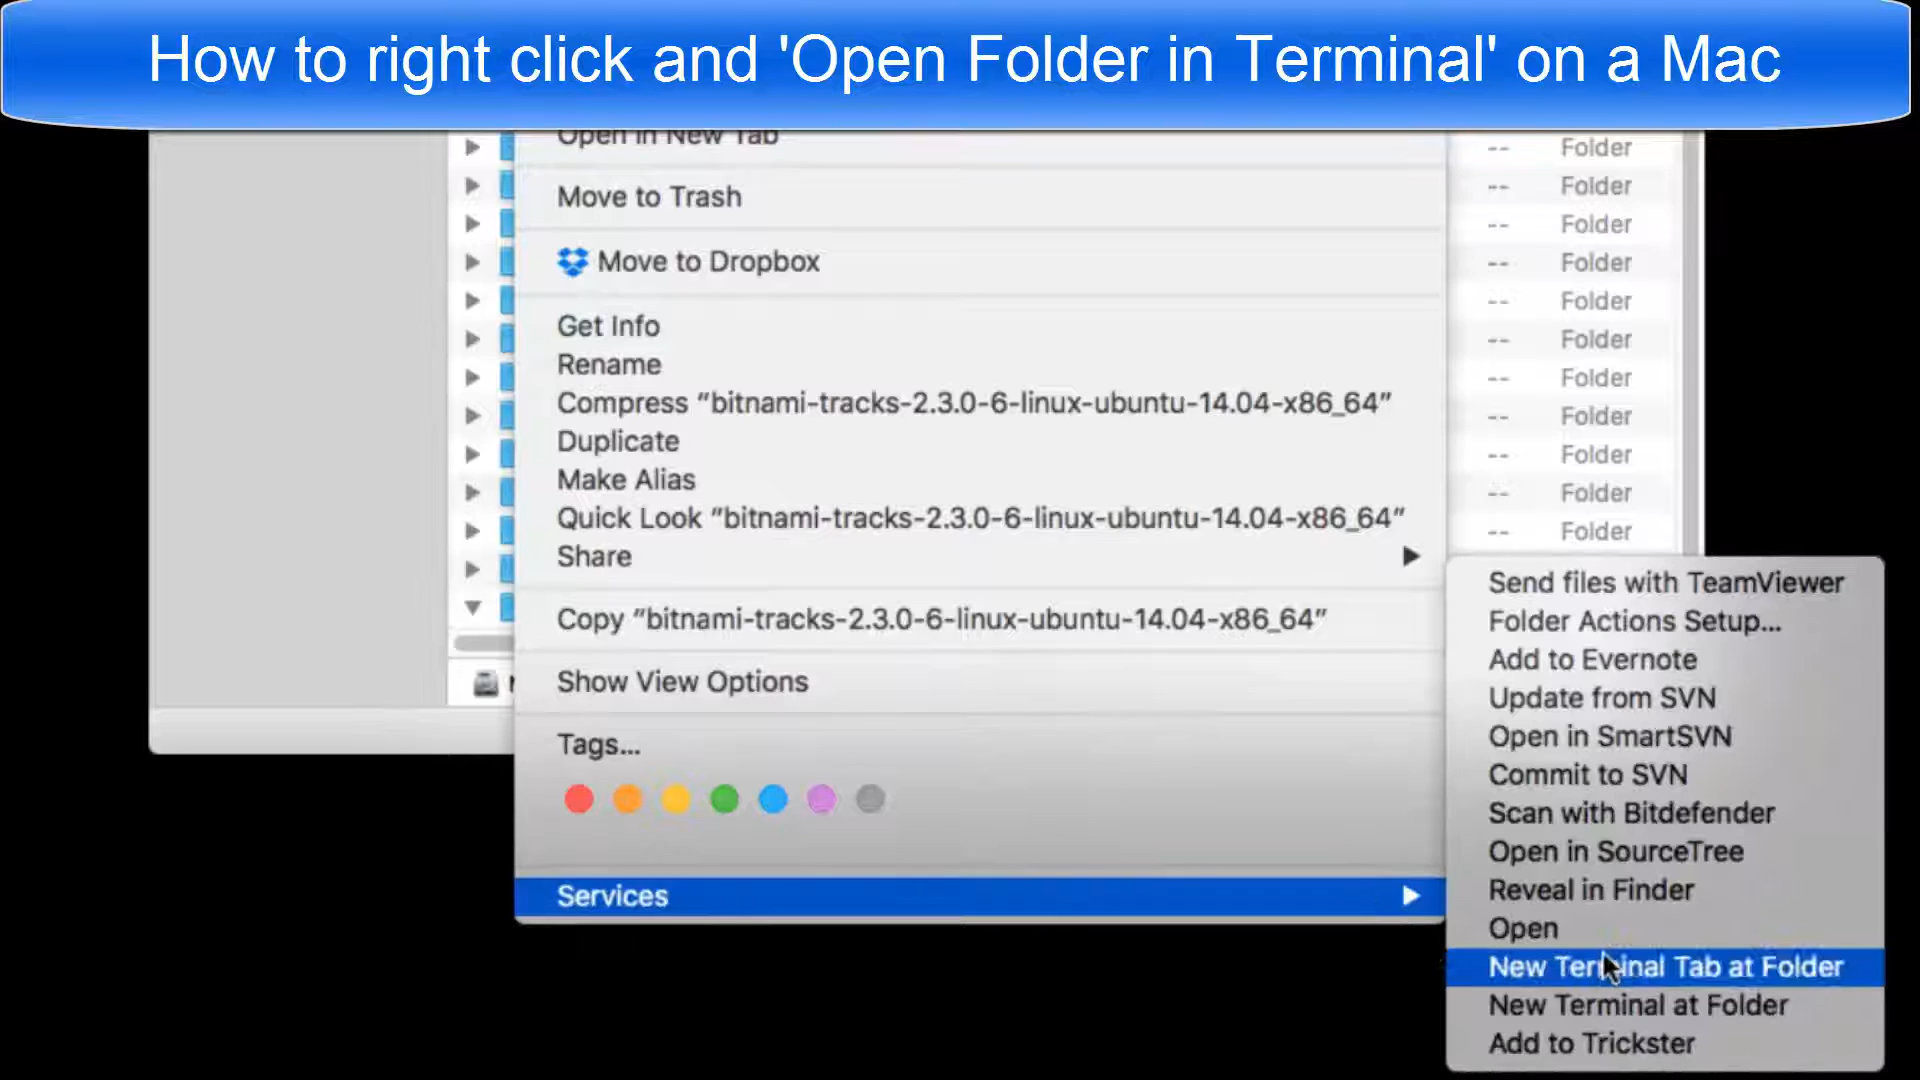 How to right click and 'Open Folder in Terminal' on a Mac
Open in New Tab
Move to Trash
Move to Dropbox
Get Info
Rename
Compress “bitnami-tracks-2.3.0-6-linux-ubuntu-14.04-x86_64”
Duplicate
Make Alias
Quick Look “bitnami-tracks-2.3.0-6-linux-ubuntu-14.04-x86_64”
Share
Copy “bitnami-tracks-2.3.0-6-linux-ubuntu-14.04-x86_64”
Show View Options
Tags...
Services
-- Folder
-- Folder
-- Folder
-- Folder
-- Folder
-- Folder
-- Folder
-- Folder
-- Folder
-- Folder
-- Folder
Send files with TeamViewer
Folder Actions Setup...
Add to Evernote
Update from SVN
Open in SmartSVN
Commit to SVN
Scan with Bitdefender
Open in SourceTree
Reveal in Finder
Open
New Terminal Tab at Folder
New Terminal at Folder
Add to Trickster